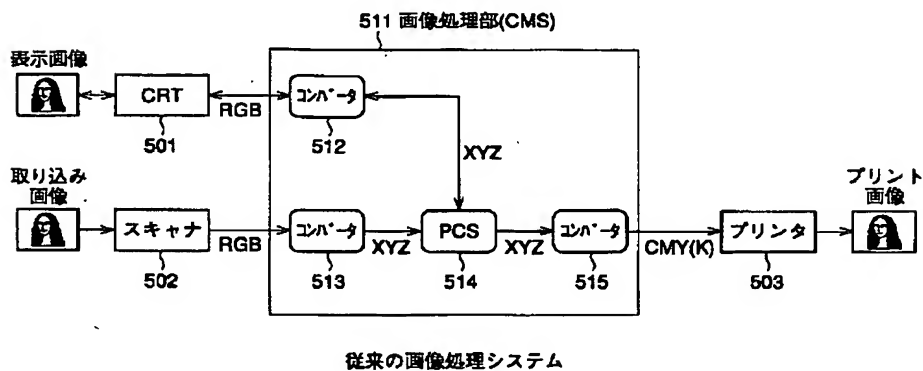 511 画像処理部(CMS)
表示画像
CRT
501
RGB
コンバータ
512
XYZ
取り込み
画像
スキャナ
502
RGB
コンバータ
513
XYZ
PCS
514
XYZ
コンバータ
515
CMY(K)
プリンタ
503
プリント
画像
従来の画像処理システム